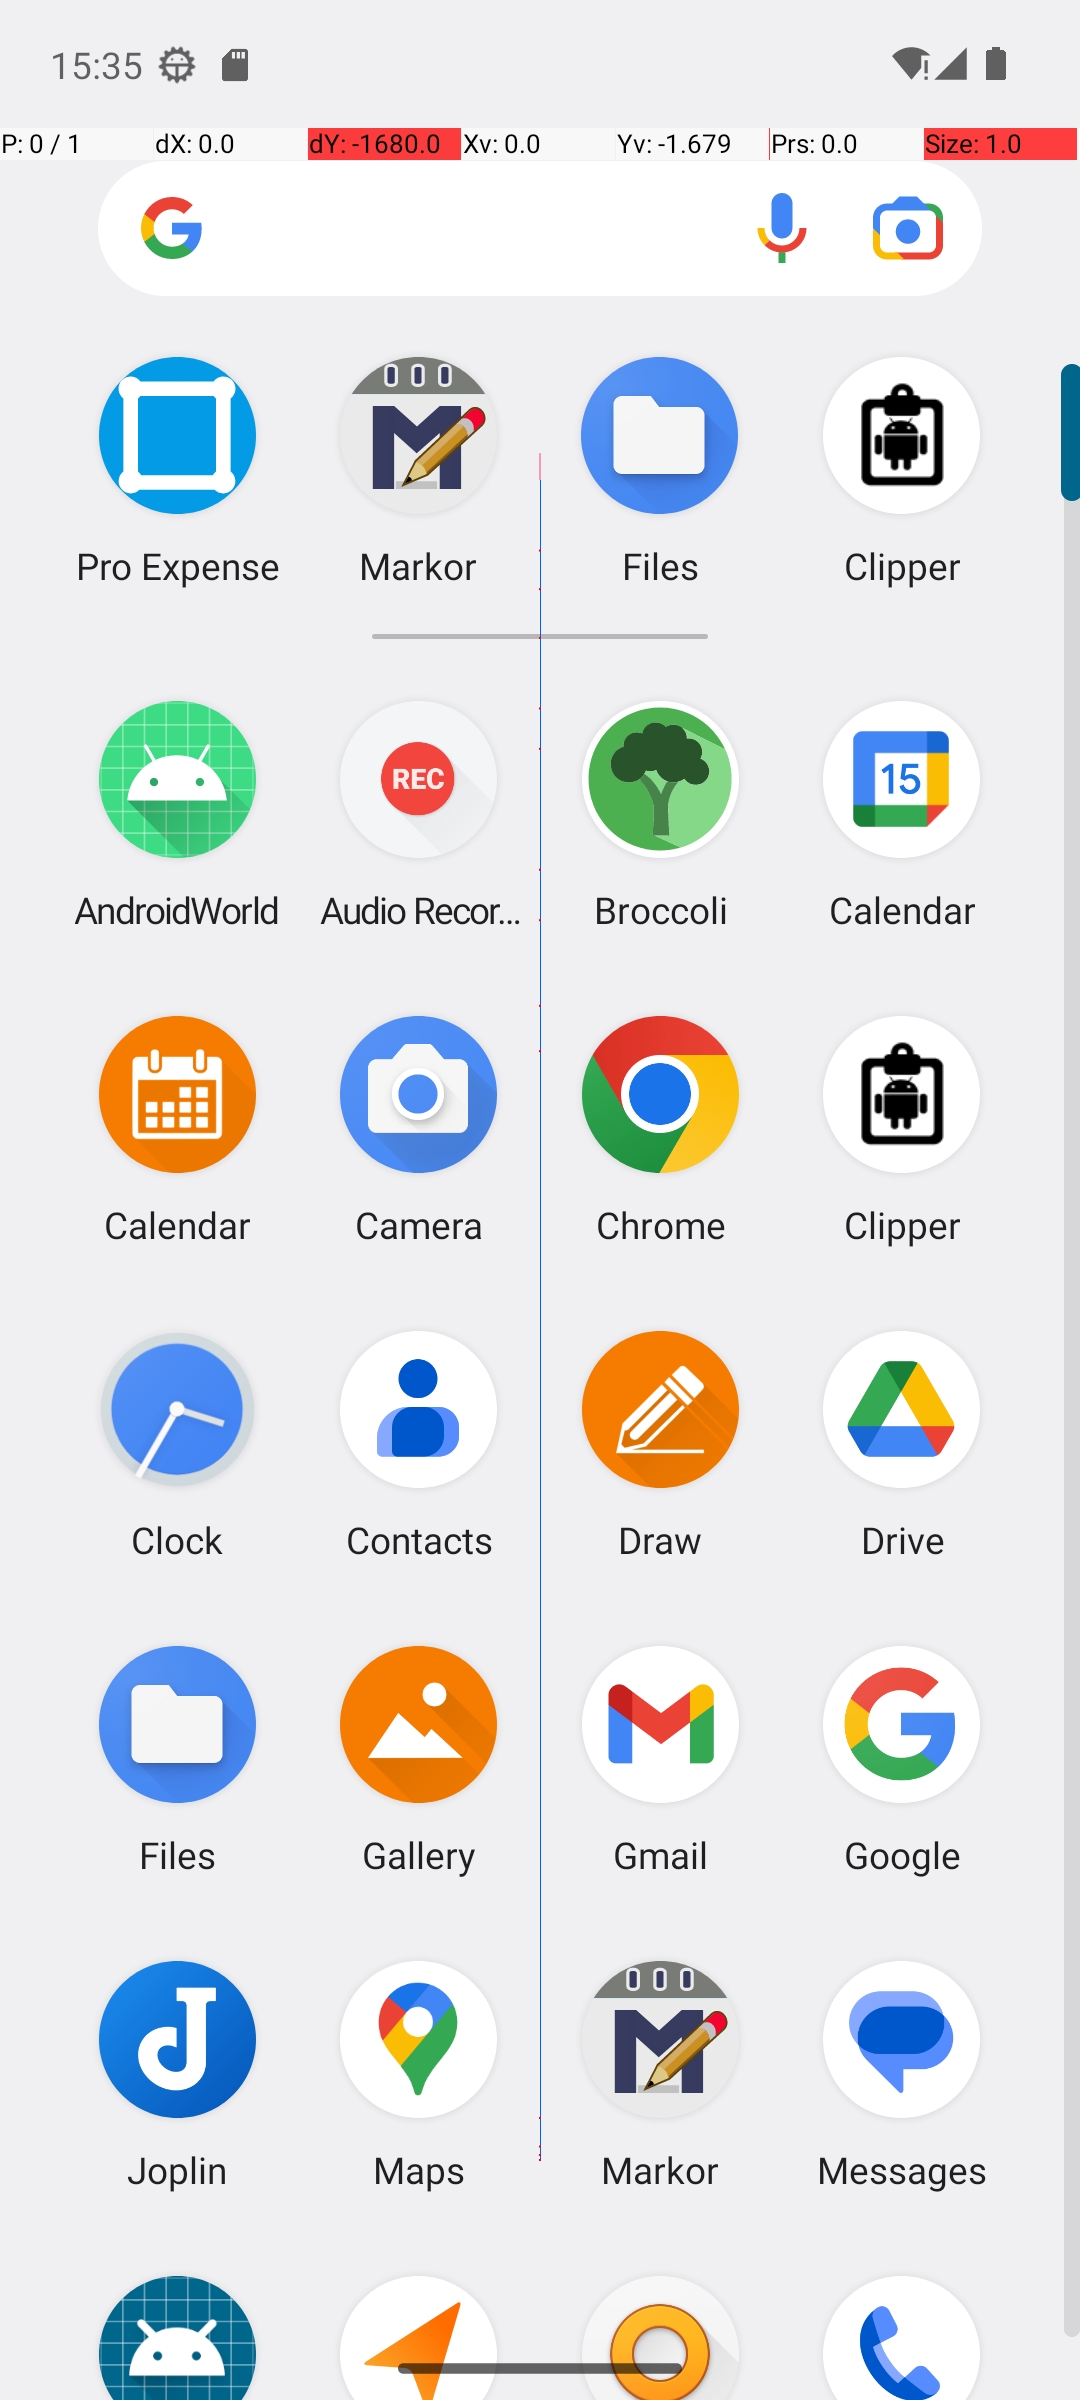 15:35
P: 0 / 1 dX: 0.0 dY: -1680.0 Xv: 0.0 Yv: -1.679 Prs: 0.0 Size: 1.0
Pro Expense Markor Files Clipper
REC
15
AndroidWorld Audio Recor... Broccoli Calendar
Calendar Camera Chrome Clipper
Clock Contacts Draw Drive
Files Gallery Gmail Google
Joplin Maps Markor Messages